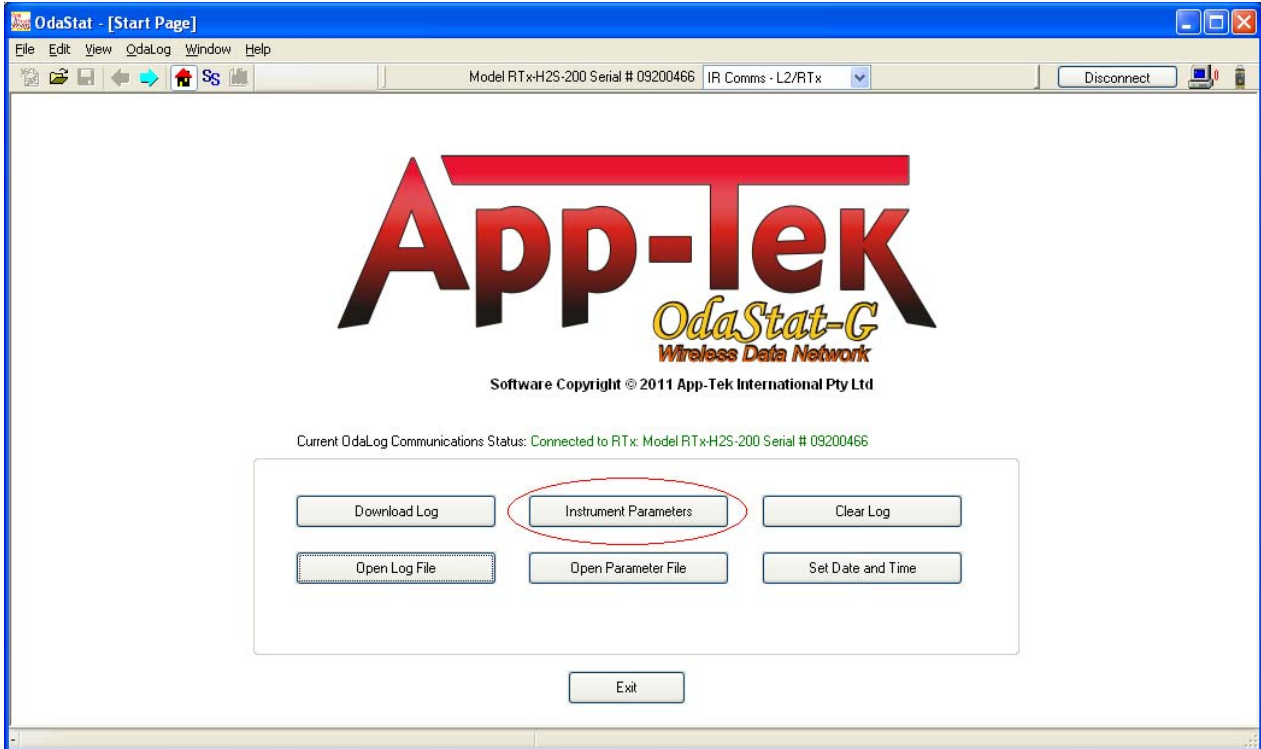 OdaStat - [Start Page]
File Edit View OdaLog Window Help
SS Model RTx-H2S-200 Serial # 09200466 IR Comms - L2/RTx Disconnect
App-Tek
OdaStat-G
Wireless Data Network
Software Copyright © 2011 App-Tek International Pty Ltd
Current OdaLog Communications Status: Connected to RTx: Model RTx-H2S-200 Serial # 09200466
Download Log Instrument Parameters Clear Log
Open Log File Open Parameter File Set Date and Time
Exit